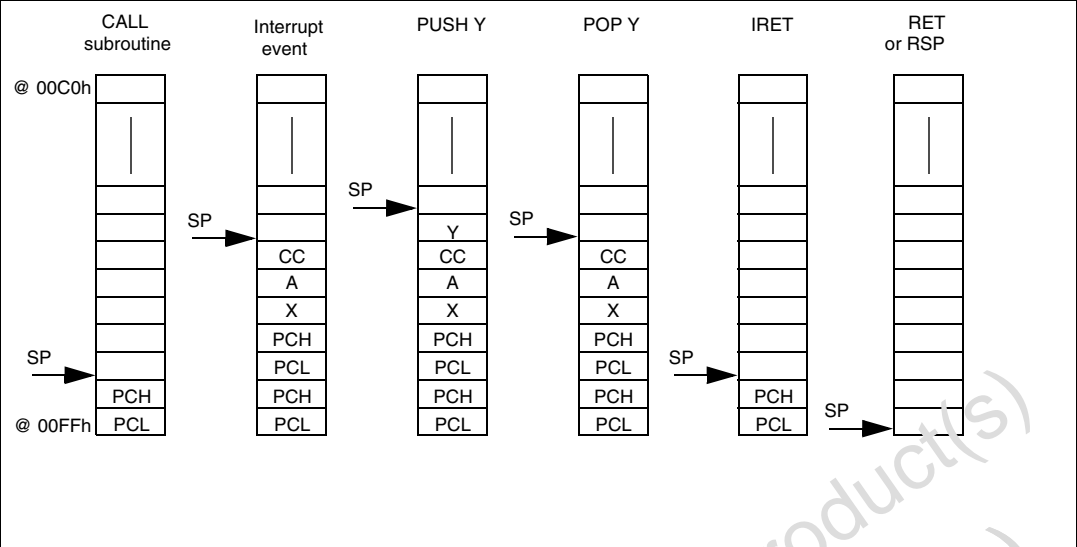 CALL
subroutine
Interrupt
event
PUSH Y
POP Y
IRET
RET
or RSP
@ 00C0h
SP
PCH
@ 00FFh
PCL
SP
CC
A
X
PCH
PCL
PCH
PCL
SP
Y
CC
A
X
PCH
PCL
PCH
PCL
SP
CC
A
X
PCH
PCL
PCH
PCL
SP
PCH
PCL
SP